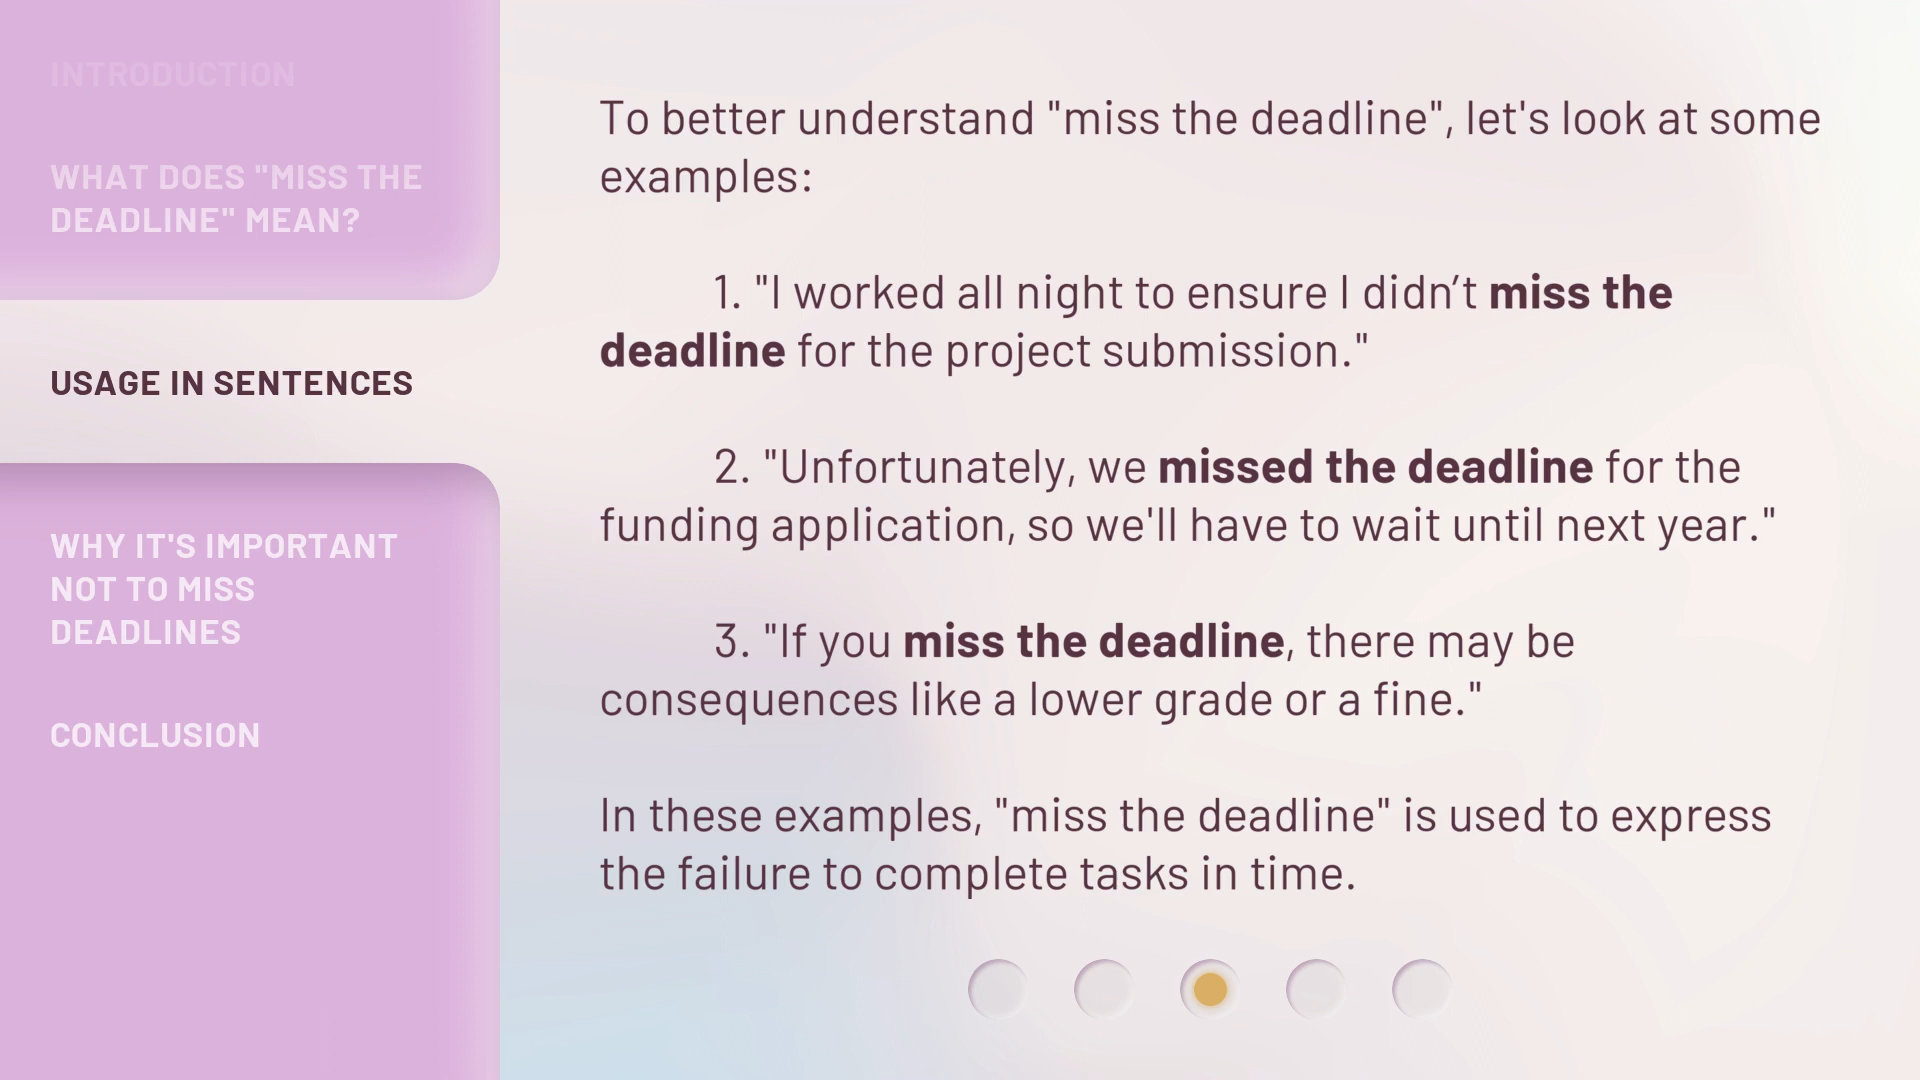 INTRODUCTION
WHAT DOES "MISS THE
DEADLINE" MEAN?
USAGE IN SENTENCES
WHY IT'S IMPORTANT
NOT TO MISS
DEADLINES
CONCLUSION
To better understand "miss the deadline", let's look at some
examples:
1. "I worked all night to ensure I didn’t miss the
deadline for the project submission."
2. "Unfortunately, we missed the deadline for the
funding application, so we'll have to wait until next year."
3. "If you miss the deadline, there may be
consequences like a lower grade or a fine."
In these examples, "miss the deadline" is used to express
the failure to complete tasks in time.